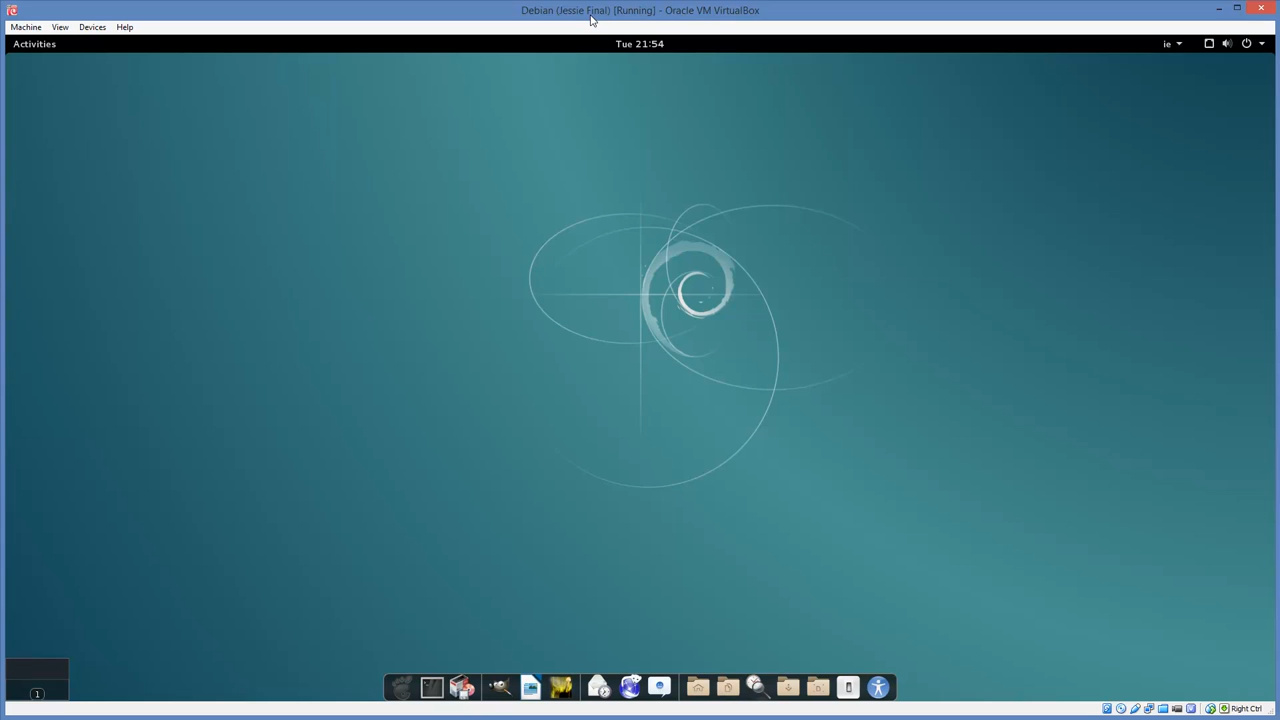 Debian (Jessie Final) [Running] - Oracle VM VirtualBox
Machine View Devices Help
Activities Tue 21:54 ie
1
Right Ctrl